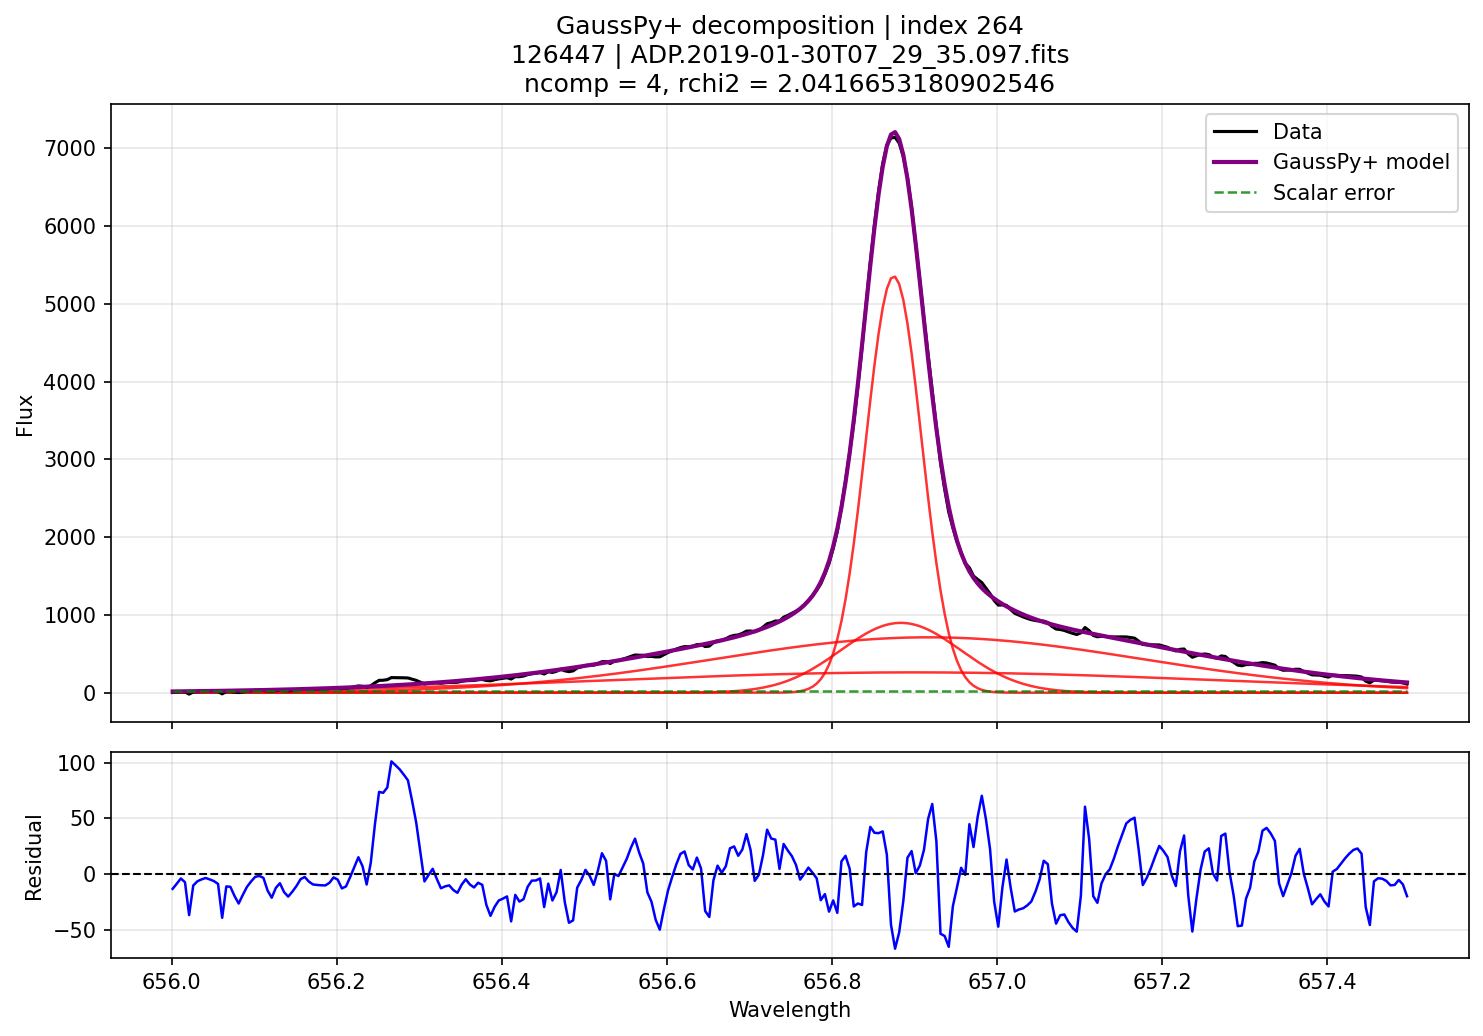 GaussPy+ decomposition | index 264
126447 | ADP.2019-01-30T07_29_35.097.fits
ncomp = 4, rchi2 = 2.0416653180902546
Data
GaussPy+ model
Scalar error
Flux
7000
6000
5000
4000
3000
2000
1000
0
Residual
100
50
0
−50
656.0
656.2
656.4
656.6
656.8
657.0
657.2
657.4
Wavelength